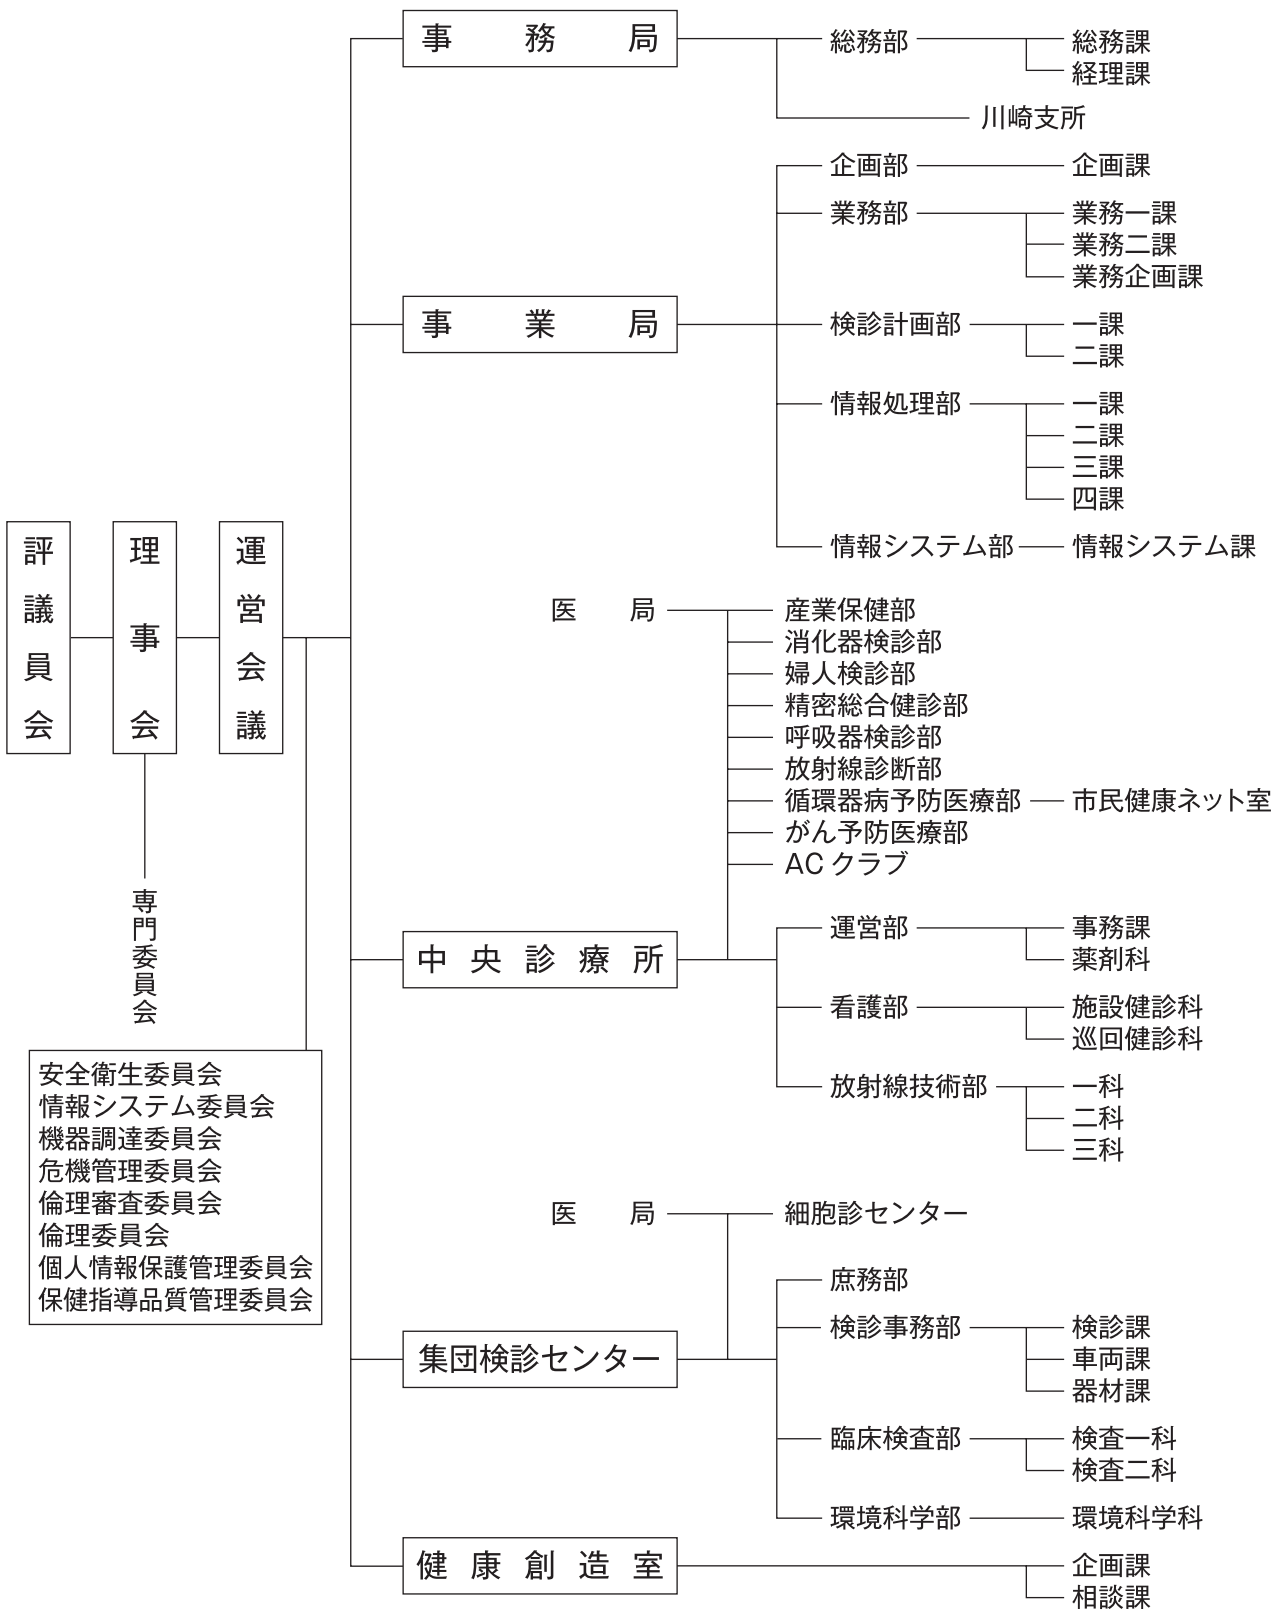 評議員会
理事会
運営会議
専門委員会
安全衛生委員会
情報システム委員会
機器調達委員会
危機管理委員会
倫理審査委員会
倫理委員会
個人情報保護管理委員会
保健指導品質管理委員会
事務局
総務部
総務課
経理課
川崎支所
事業局
企画部
企画課
業務部
業務一課
業務二課
業務企画課
検診計画部
一課
二課
情報処理部
一課
二課
三課
四課
情報システム部
情報システム課
中央診療所
医局
産業保健部
消化器検診部
婦人検診部
精密総合健診部
呼吸器検診部
放射線診断部
循環器病予防医療部
市民健康ネット室
がん予防医療部
ACクラブ
運営部
事務課
薬剤科
看護部
施設健診科
巡回健診科
放射線技術部
一科
二科
三科
集団検診センター
医局
細胞診センター
庶務部
検診事務部
検診課
車両課
器材課
臨床検査部
検査一科
検査二科
環境科学部
環境科学科
健康創造室
企画課
相談課